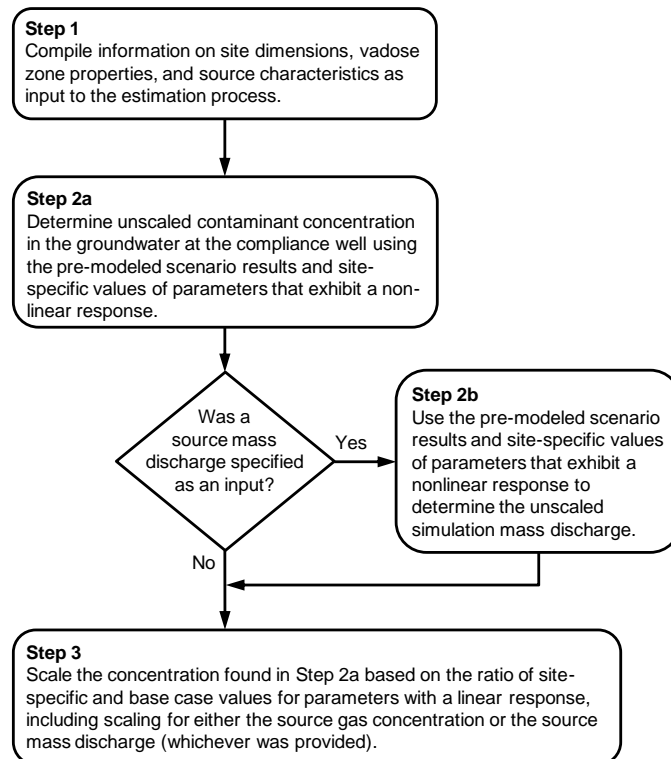 Step 1
Compile information on site dimensions, vadose
zone properties, and source characteristics as
input to the estimation process.
Step 2a
Determine unscaled contaminant concentration
in the groundwater at the compliance well using
the pre-modeled scenario results and site-
specific values of parameters that exhibit a non-
linear response.
Was a
source mass
discharge specified
as an input?
Yes
Step 2b
Use the pre-modeled scenario
results and site-specific values
of parameters that exhibit a
nonlinear response to
determine the unscaled
simulation mass discharge.
No
Step 3
Scale the concentration found in Step 2a based on the ratio of site-
specific and base case values for parameters with a linear response,
including scaling for either the source gas concentration or the source
mass discharge (whichever was provided).